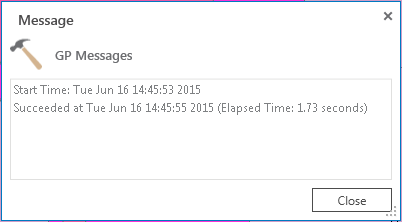 Message
GP Messages
Start Time: Tue Jun 16 14:45:53 2015
Succeeded at Tue Jun 16 14:45:55 2015 (Elapsed Time: 1.73 seconds)
Close